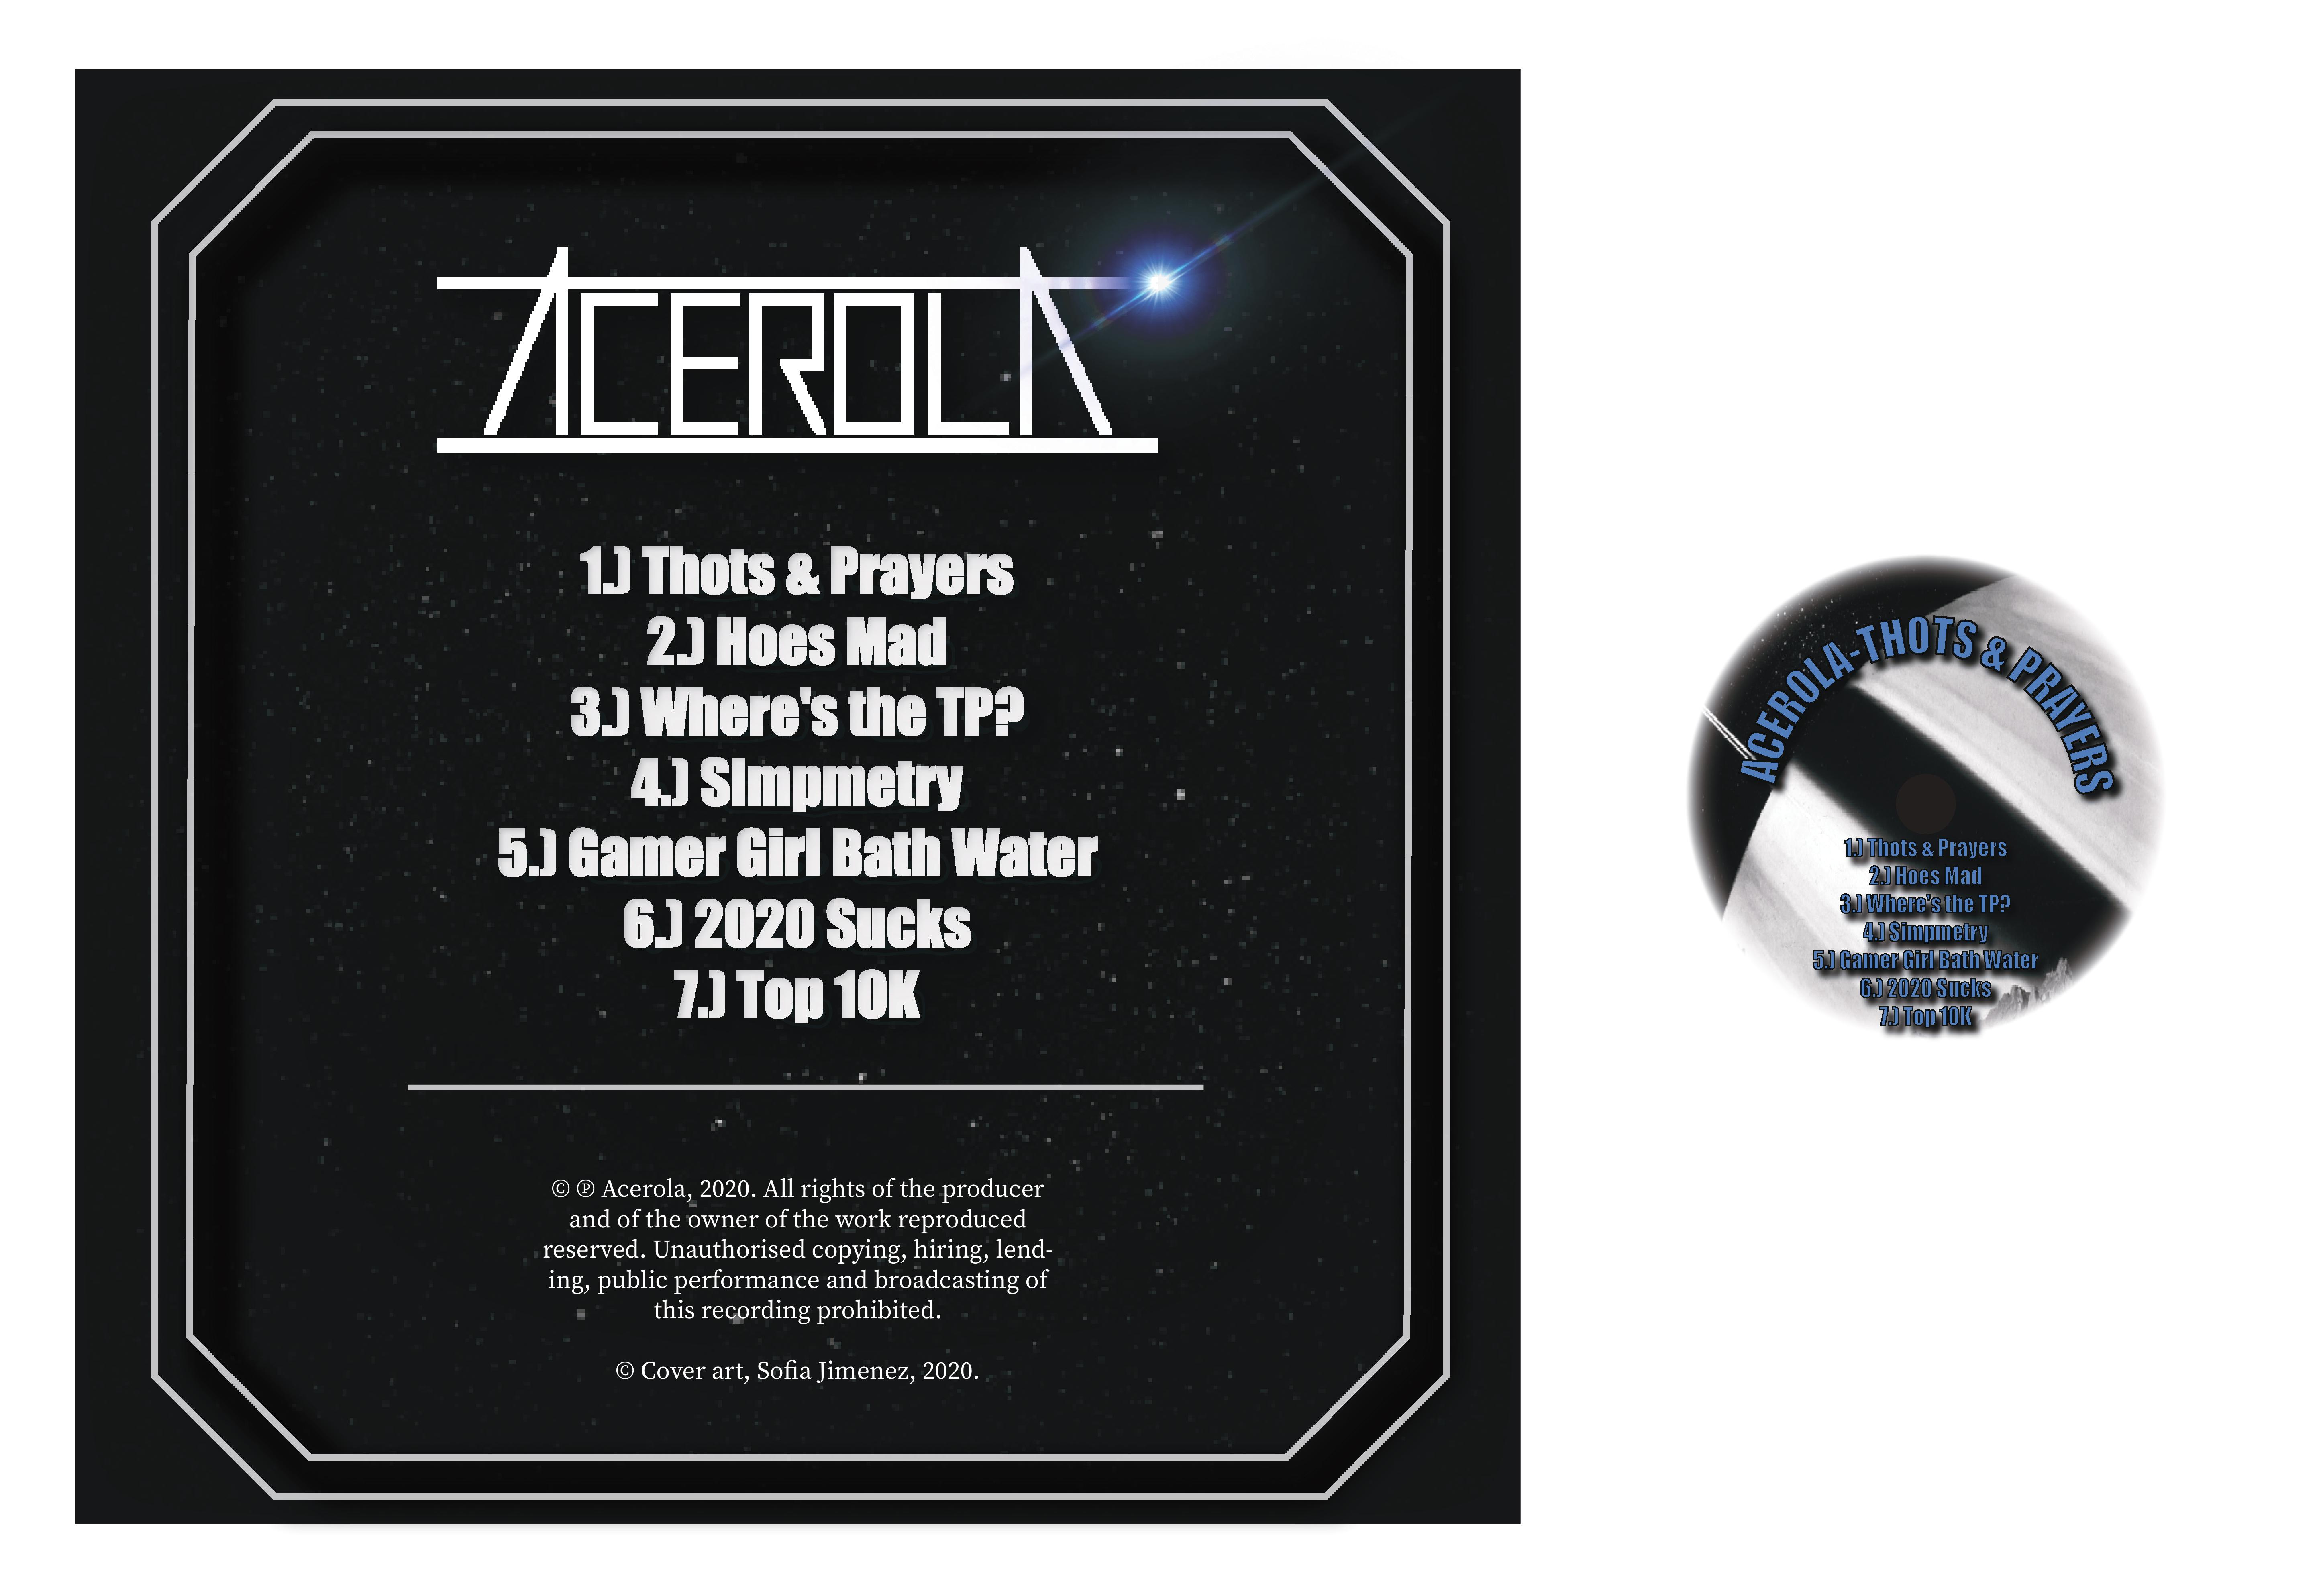 ACEROLA
1.) Thots & Prayers
2.) Hoes Mad
3.) Where's the TP?
4.) Simpmetry
5.) Gamer Girl Bath Water
6.) 2020 Sucks
7.) Top 10K
© ℗ Acerola, 2020. All rights of the producer
and of the owner of the work reproduced
reserved. Unauthorised copying, hiring, lend-
ing, public performance and broadcasting of
this recording prohibited.
© Cover art, Sofia Jimenez, 2020.
ACEROLA-THOTS & PRAYERS
1.) Thots & Prayers
2.) Hoes Mad
3.) Where's the TP?
4.) Simpmetry
5.) Gamer Girl Bath Water
6.) 2020 Sucks
7.) Top 10K